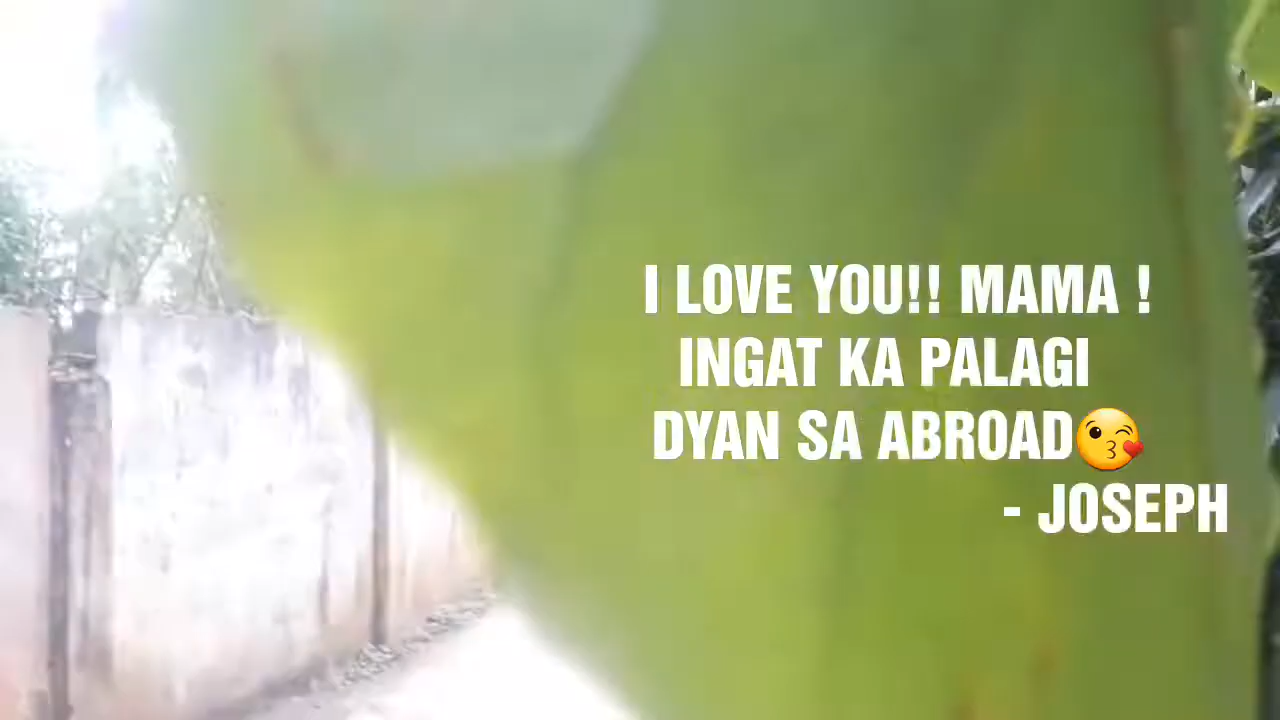 I LOVE YOU!! MAMA !
INGAT KA PALAGI
DYAN SA ABROAD😘
- JOSEPH